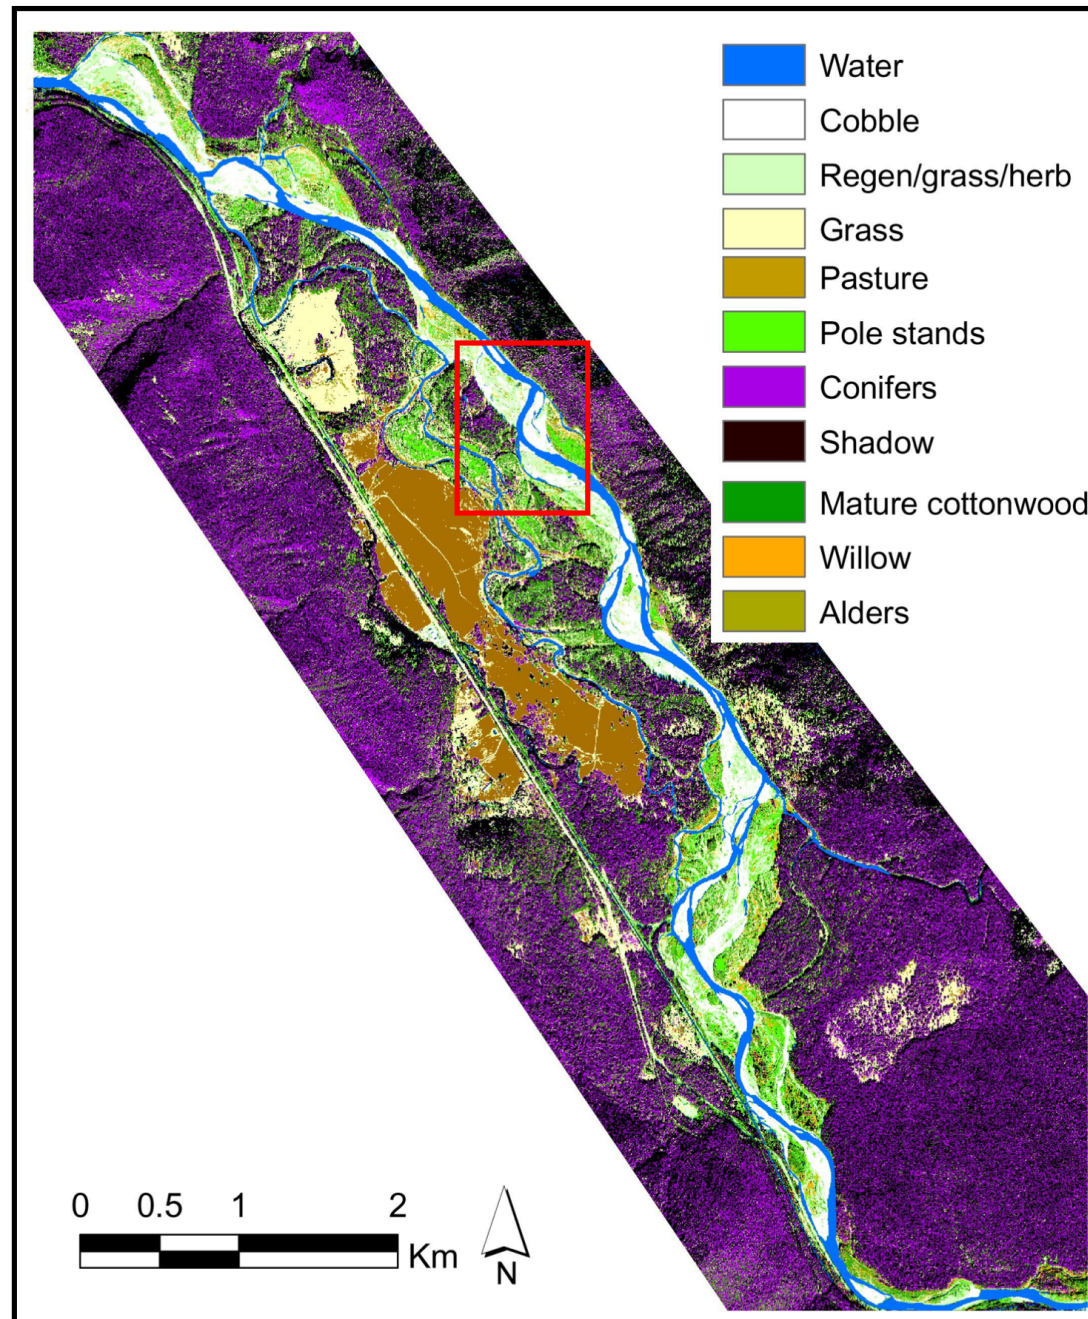 Water
Cobble
Regen/grass/herb
Grass
Pasture
Pole stands
Conifers
Shadow
Mature cottonwood
Willow
Alders
0 0.5 1 2
Km
N